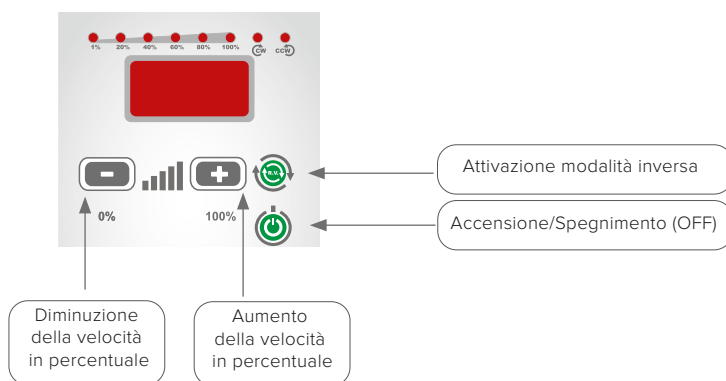 1% 20% 40% 60% 80% 100% CW CCW
R.V.
Attivazione modalità inversa
0% 100%
Accensione/Spegnimento (OFF)
Diminuzione
della velocità
in percentuale
Aumento
della velocità
in percentuale